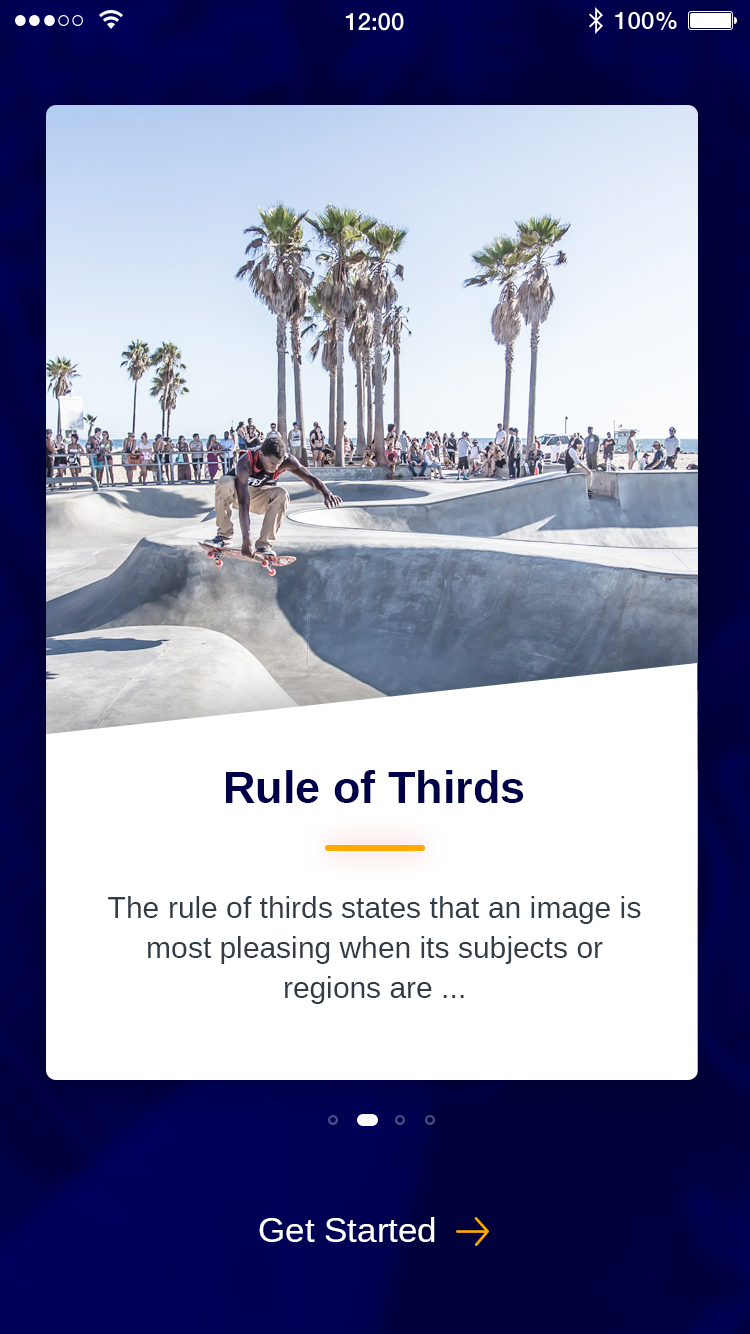 12:00 100%
Rule of Thirds
The rule of thirds states that an image is
most pleasing when its subjects or
regions are ...
Get Started